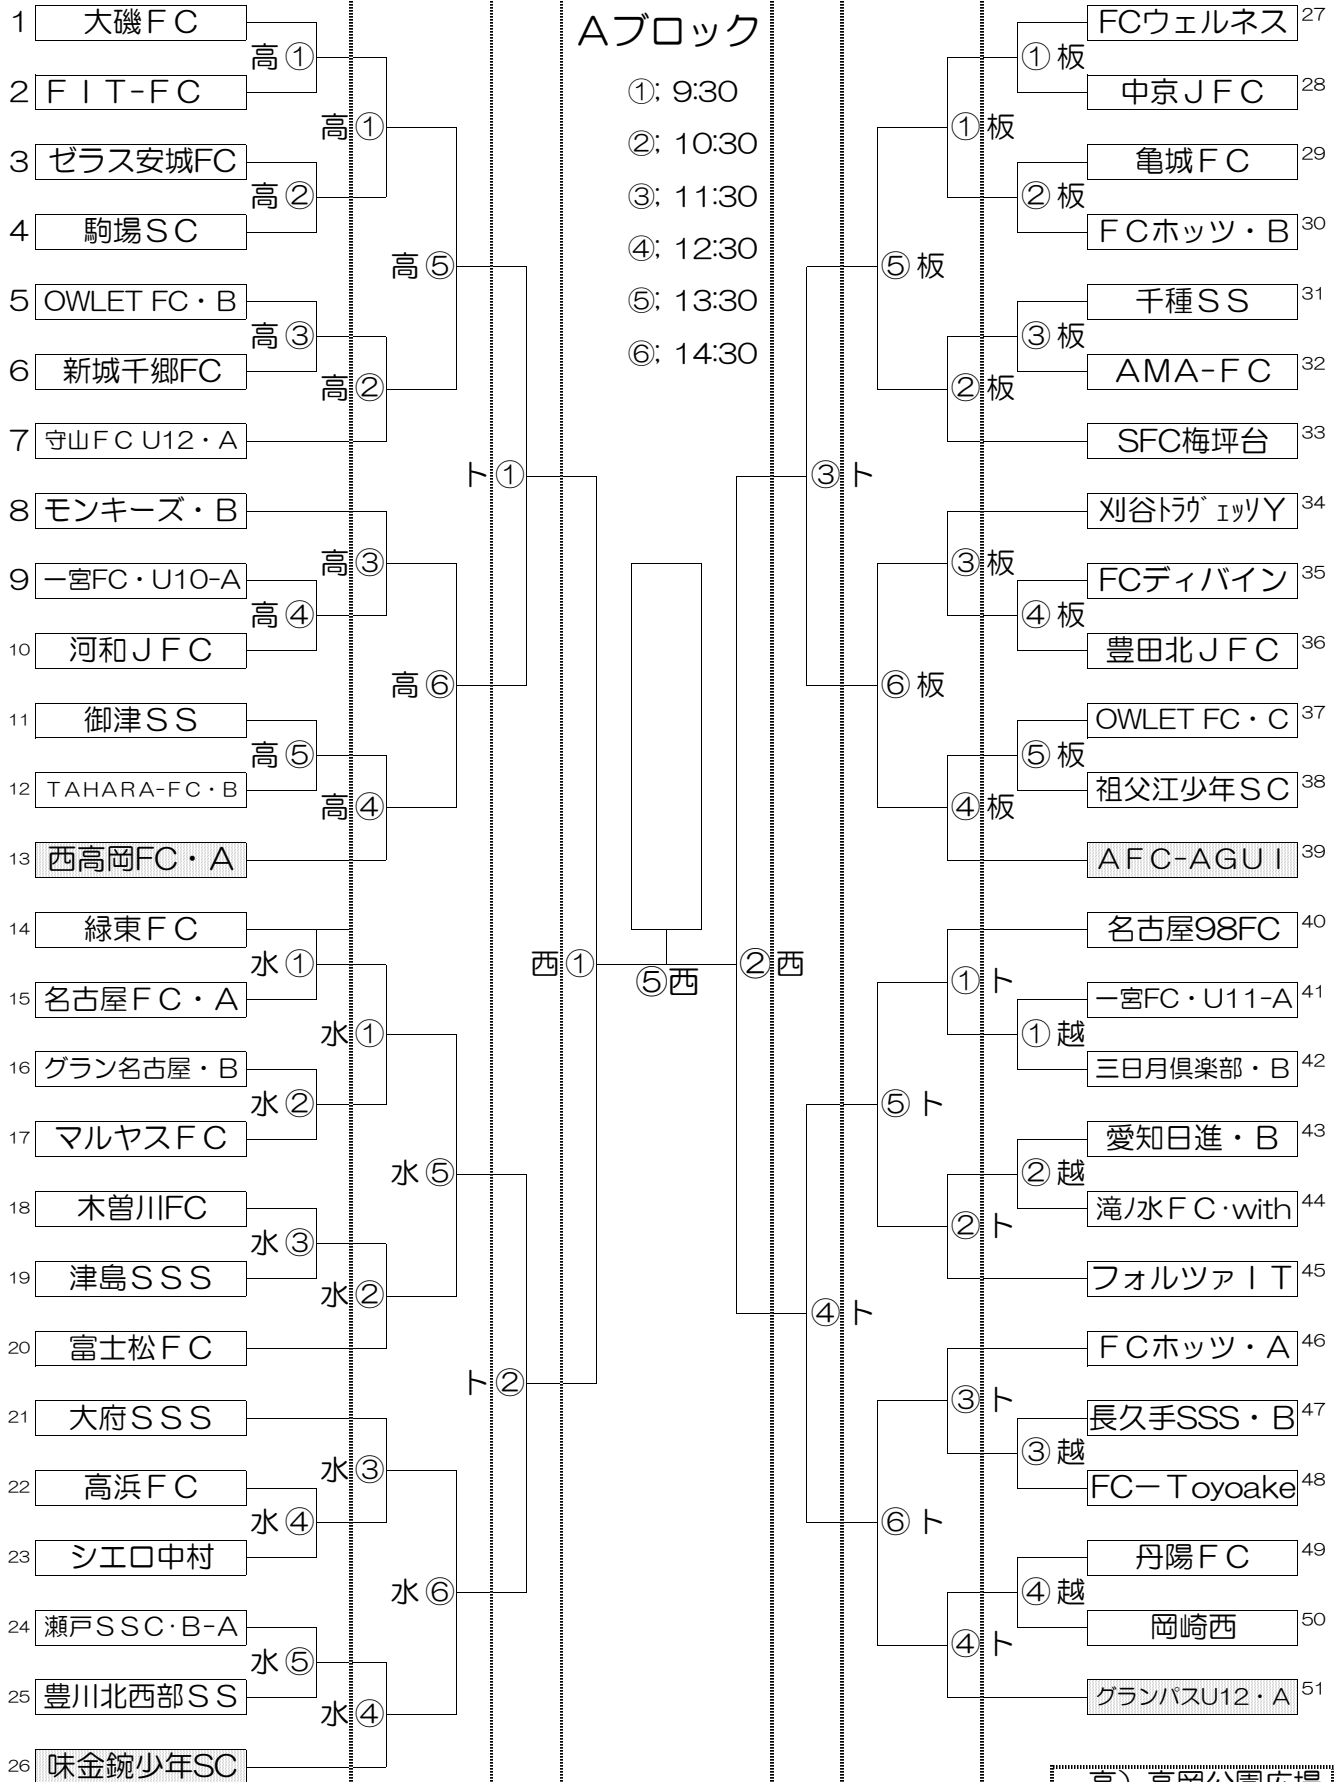 Aブロック
①; 9:30
②; 10:30
③; 11:30
④; 12:30
⑤; 13:30
⑥; 14:30
1 大磯ＦＣ
高①
2 ＦＩＴ-ＦＣ
高①
3 ゼラス安城FC
高②
4 駒場ＳＣ
高⑤
5 OWLET FC・B
高③
6 新城千郷FC
高②
7 守山ＦＣ U12・A
ト①
8 モンキーズ・B
高③
9 一宮FC・U10-A
高④
10 河和ＪＦＣ
高⑥
11 御津ＳＳ
高⑤
12 ＴＡＨＡＲＡ-ＦＣ・Ｂ
高④
13 西高岡FC・A
14 緑東ＦＣ
西①
水①
15 名古屋ＦＣ・A
水①
16 グラン名古屋・B
水②
17 マルヤスＦＣ
水⑤
18 木曽川FC
水③
19 津島ＳＳＳ
水②
20 富士松ＦＣ
ト②
21 大府ＳＳＳ
水③
22 高浜ＦＣ
水④
23 シエロ中村
水⑥
24 瀬戸ＳＳＣ･Ｂ-Ａ
水⑤
25 豊川北西部ＳＳ
水④
26 味金鋺少年SC
⑤西
FCウェルネス 27
①板
中京ＪＦＣ 28
①板
亀城ＦＣ 29
②板
ＦＣホッツ・B 30
⑤板
千種ＳＳ 31
③板
ＡＭＡ-ＦＣ 32
②板
SFC梅坪台 33
③ト
刈谷ﾄﾗｳﾞｪｯｿY 34
③板
FCディバイン 35
④板
豊田北ＪＦＣ 36
⑥板
OWLET FC・C 37
⑤板
祖父江少年ＳＣ 38
④板
ＡＦＣ-ＡＧＵＩ 39
名古屋98FC 40
②西
①ト
一宮FC・U11-A 41
①越
三日月倶楽部・B 42
⑤ト
愛知日進・B 43
②越
滝ﾉ水ＦＣ･with 44
②ト
フォルツァＩＴ 45
④ト
ＦＣホッツ・A 46
③ト
長久手SSS・B 47
③越
FC－Ｔoyoake 48
⑥ト
丹陽ＦＣ 49
④越
岡崎西 50
④ト
グランパスU12・A 51
高）高岡公園広場